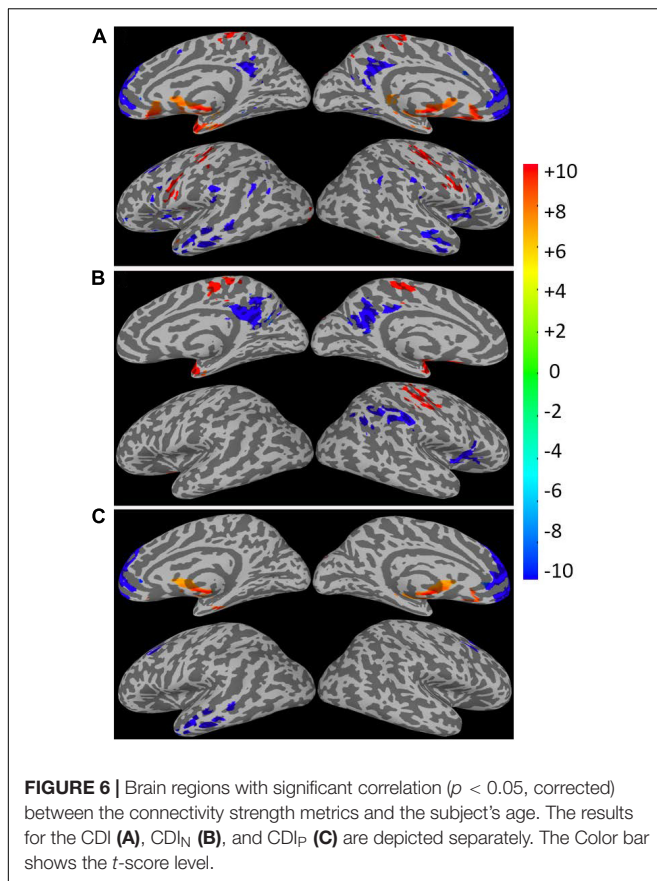 A
B
C
+10
+8
+6
+4
+2
0
-2
-4
-6
-8
-10
FIGURE 6 | Brain regions with significant correlation (p < 0.05, corrected)
between the connectivity strength metrics and the subject's age. The results
for the CDI (A), CDIN (B), and CDIP (C) are depicted separately. The Color bar
shows the t-score level.